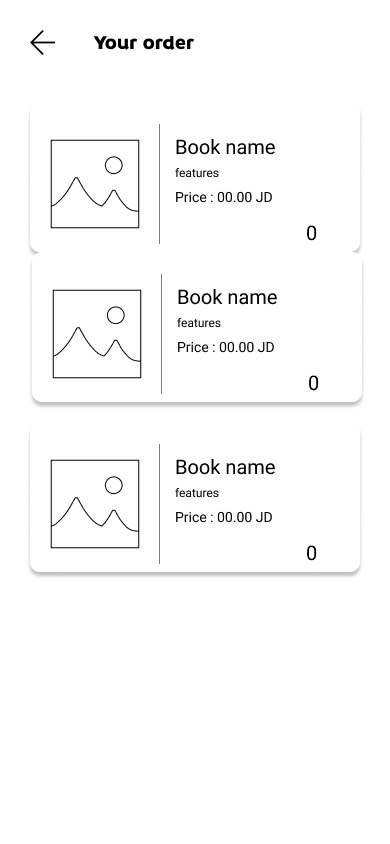 Your order
Book name
features
Price : 00.00 JD
0
Book name
features
Price : 00.00 JD
0
Book name
features
Price : 00.00 JD
0